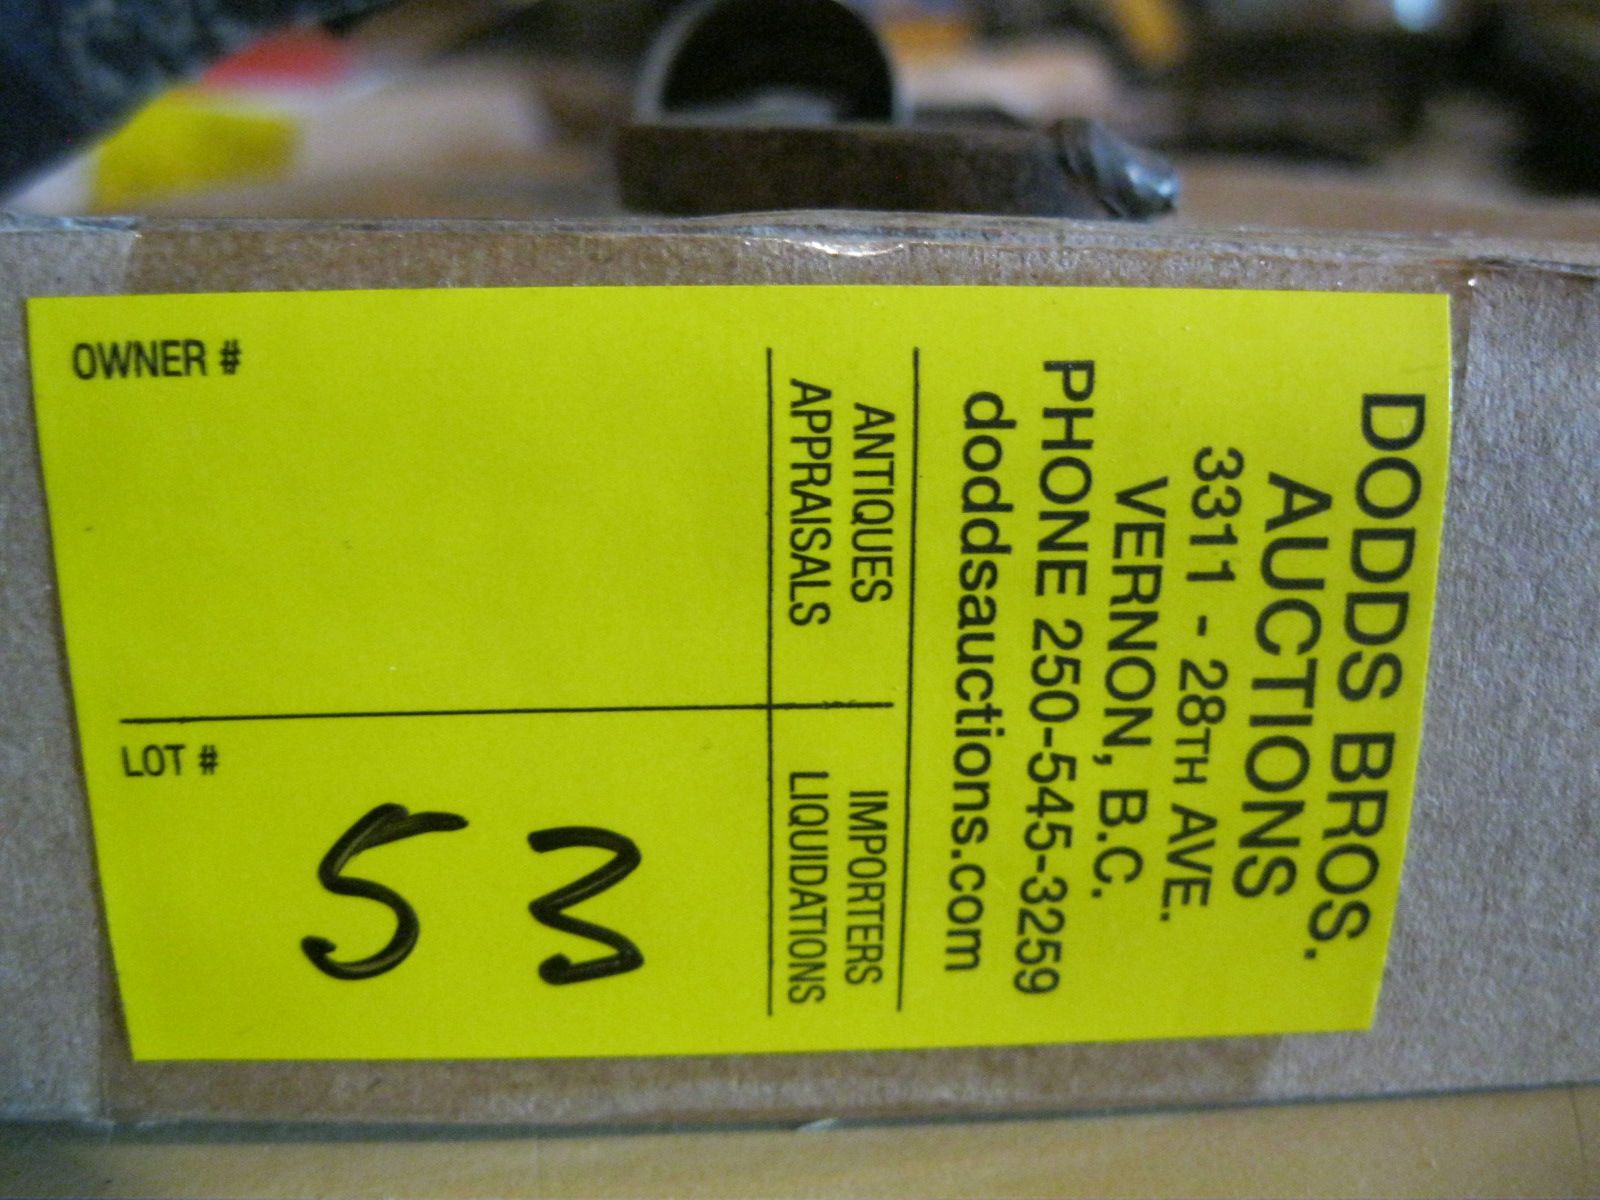 DODDS BROS.
AUCTIONS
3311 - 28TH AVE.
VERNON, B.C.
PHONE 250-545-3259
doddsauctions.com
ANTIQUES
APPRAISALS
IMPORTERS
LIQUIDATIONS
OWNER #
LOT #
53